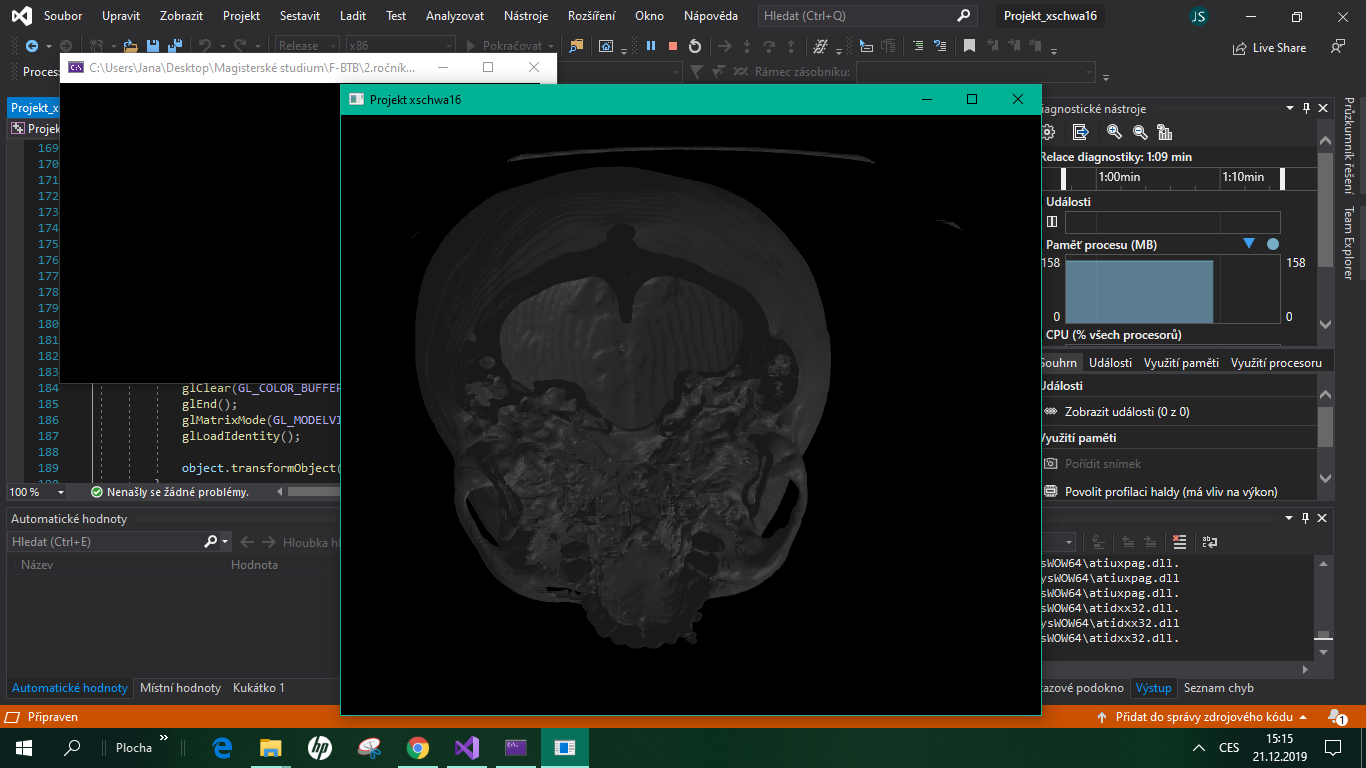 Soubor Upravit Zobrazit Projekt Sestavit Ladit Test Analyzovat Nástroje Rozšíření Okno Nápověda Hledat (Ctrl+Q) Projekt_xschwa16 JS
Release x86 Pokračovat Live Share
Proces Rámec zásobníku:
C:\Users\Jana\Desktop\Magisterské studium\F-BTB\2.ročník...
Projekt xschwa16
Projekt_x
Projek
169
170
171
172
173
174
175
176
177
178
179
180
181
182
183
184 glClear(GL_COLOR_BUFFER
185 glEnd();
186 glMatrixMode(GL_MODELVI
187 glLoadIdentity();
188
189 object.transformObject(
100 % Nenašly se žádné problémy.
iagnostické nástroje
Relace diagnostiky: 1:09 min
1:00min 1:10min
Události
Paměť procesu (MB)
158 158
0 0
CPU (% všech procesorů)
Souhrn Události Využití paměti Využití procesoru
Události
Zobrazit události (0 z 0)
Využití paměti
Pořídit snímek
Povolit profilaci haldy (má vliv na výkon)
Průzkumník řešení
Team Explorer
Automatické hodnoty
Hledat (Ctrl+E) Hloubka hl
Název Hodnota
Automatické hodnoty Místní hodnoty Kukátko 1
ysWOW64\atiuxpag.dll.
ysWOW64\atiuxpag.dll
sWOW64\atiuxpag.dll.
sWOW64\atidxx32.dll.
ysWOW64\atidxx32.dll
sWOW64\atidxx32.dll.
kazové podokno Výstup Seznam chyb
Připraven Přidat do správy zdrojového kódu 1
Plocha » CES 15:15
21.12.2019